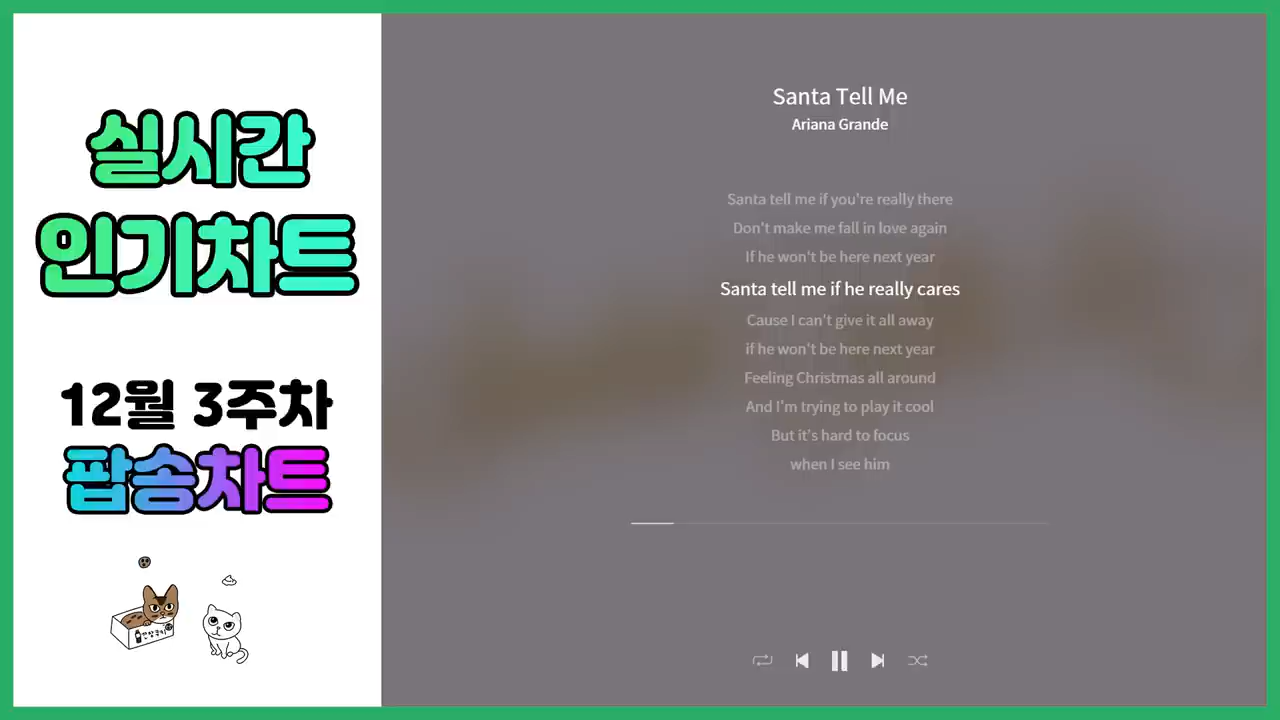 실시간
인기차트
12월 3주차
팝송차트
Santa Tell Me
Ariana Grande
Santa tell me if you're really there
Don't make me fall in love again
If he won't be here next year
Santa tell me if he really cares
Cause I can't give it all away
if he won't be here next year
Feeling Christmas all around
And I'm trying to play it cool
But it's hard to focus
when I see him